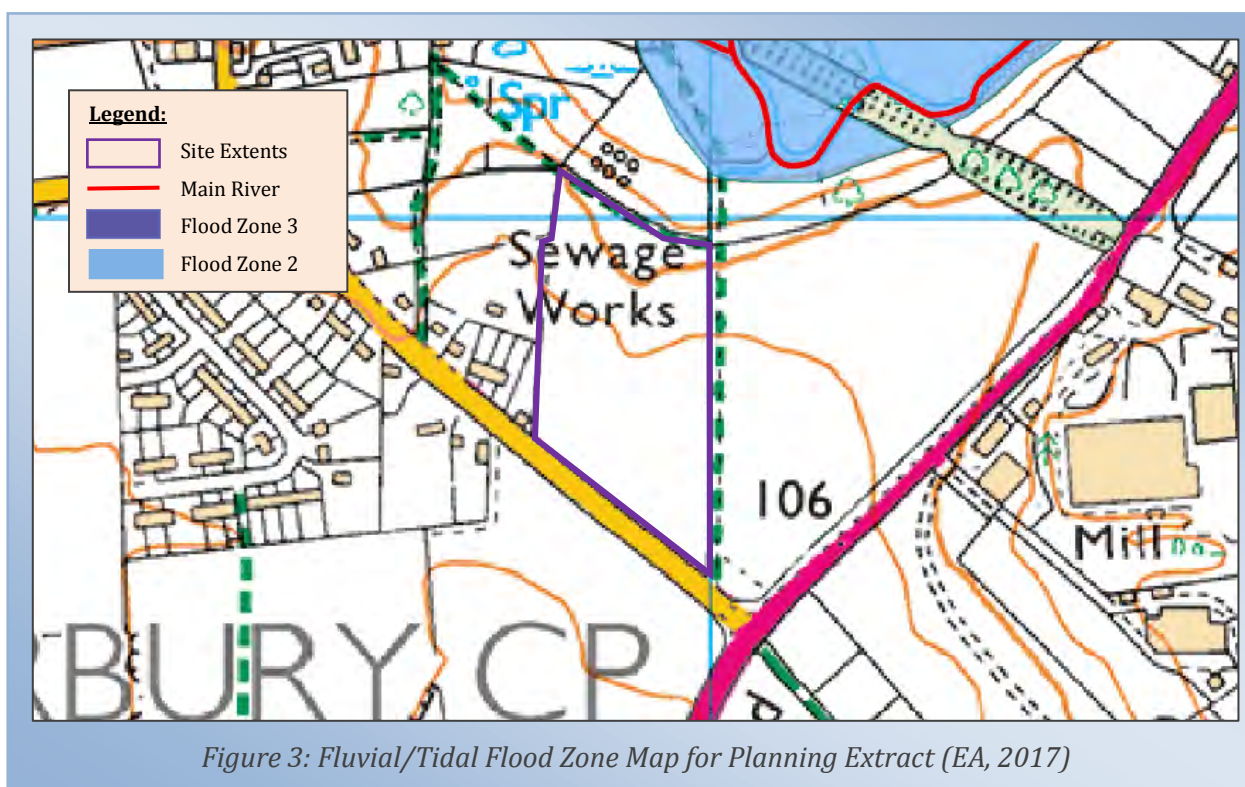 Legend:
Site Extents
Main River
Flood Zone 3
Flood Zone 2
Spr
Sewage
Works
106
Mill
BURY CP
Figure 3: Fluvial/Tidal Flood Zone Map for Planning Extract (EA, 2017)